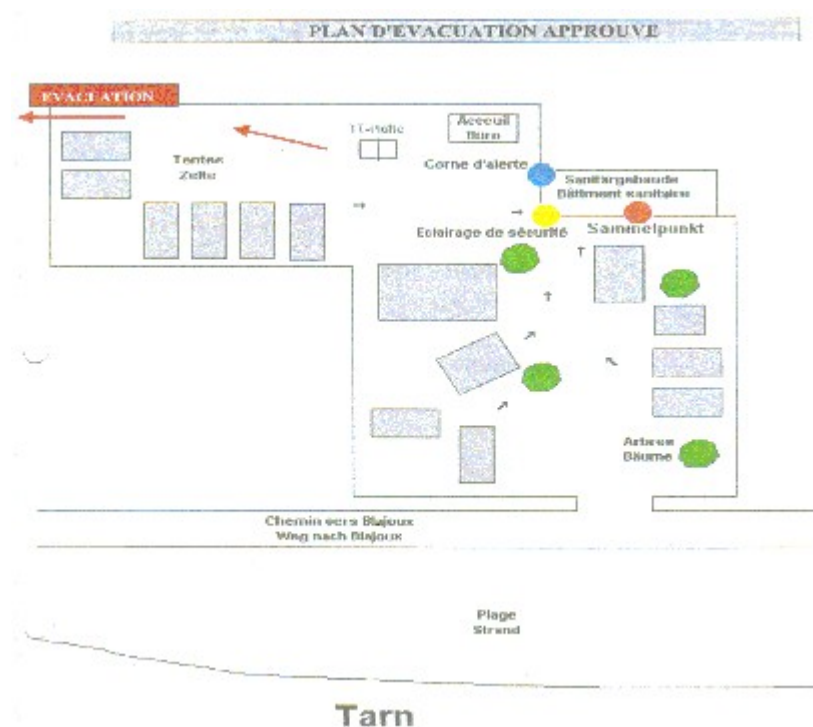 PLAN D'EVACUATION APPROUVE
EVACUATION
Acceuil
Büro
Tentes
Zelte
Corne d'alerte
Sanitärgebäude
Bâtiment sanitaire
Eclairage de sécurité
Sammelpunkt
Arbres
Bäume
Chemin vers Blajoux
Weg nach Blajoux
Plage
Strand
Tarn